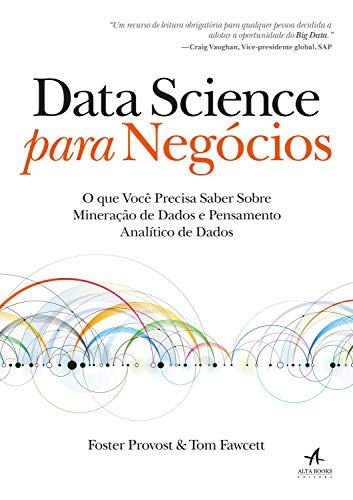 "Um recurso de leitura obrigatória para qualquer pessoa decidida a
adotar a oportunidade do Big Data."
—Craig Vaughan, Vice-presidente global, SAP
Data Science
para Negócios
O que Você Precisa Saber Sobre
Mineração de Dados e Pensamento
Analítico de Dados
Foster Provost & Tom Fawcett
ALTA BOOKS
EDITORA